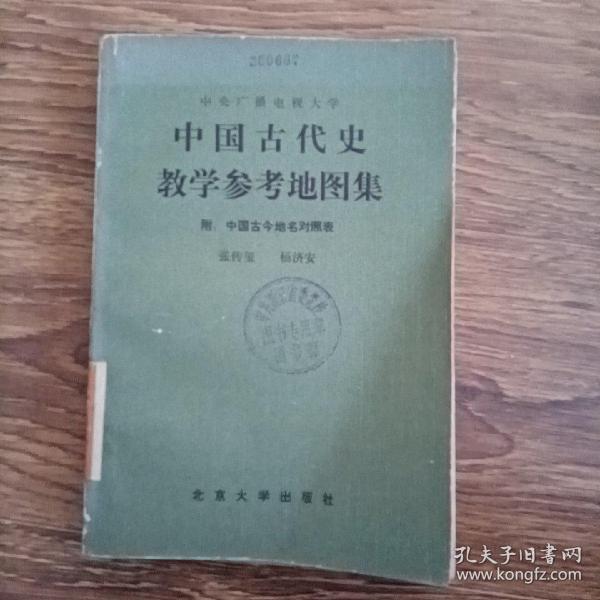 中央广播电视大学
中国古代史
教学参考地图集
附：中国古今地名对照表
张传玺 杨济安
北京大学出版社
孔夫子旧書网
www.kongfz.com